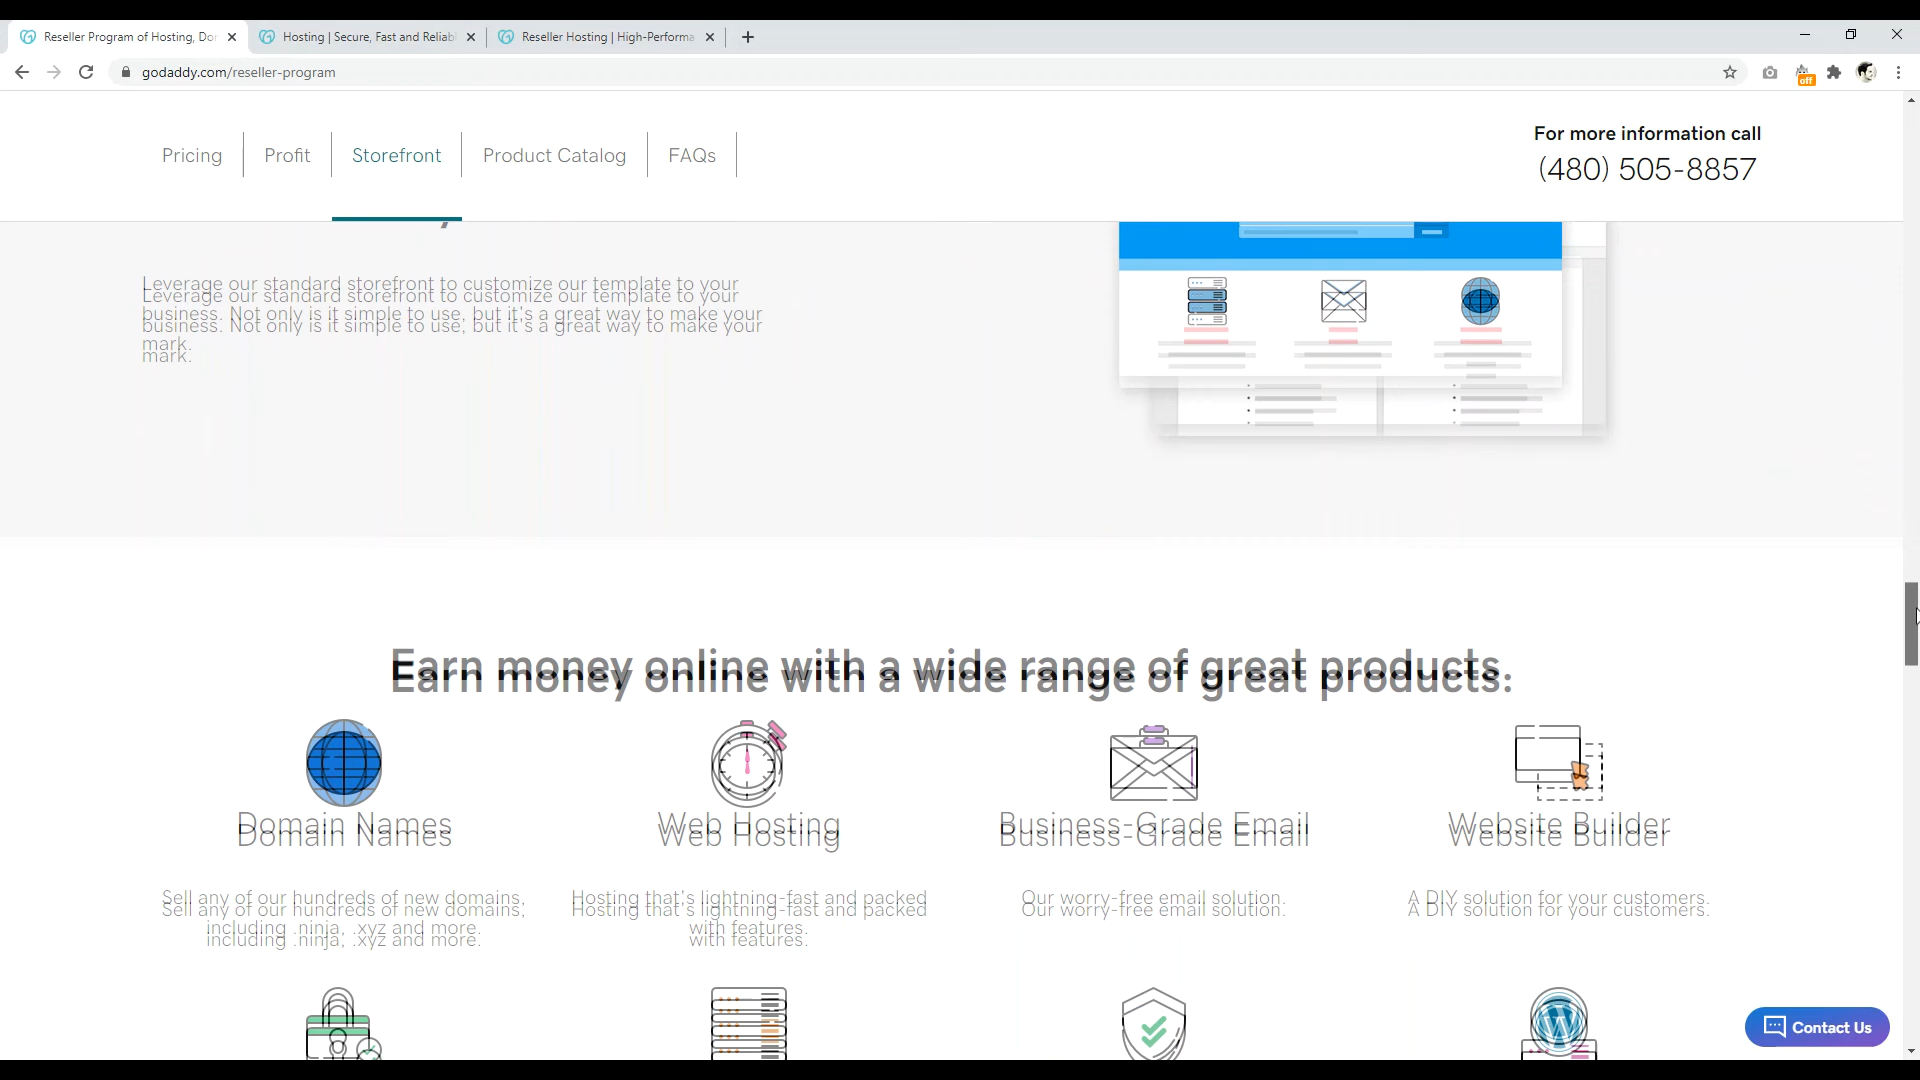 Reseller Program of Hosting, Do
Hosting | Secure, Fast and Reliab
Reseller Hosting | High-Performa
godaddy.com/reseller-program
off
Pricing
Profit
Storefront
Product Catalog
FAQs
For more information call
(480) 505-8857
Leverage our standard storefront to customize our template to your
business. Not only is it simple to use, but it's a great way to make your
mark.
Earn money online with a wide range of great products.
Domain Names
Web Hosting
Business-Grade Email
Website Builder
Sell any of our hundreds of new domains,
including .ninja, .xyz and more.
Hosting that's lightning-fast and packed
with features.
Our worry-free email solution.
A DIY solution for your customers.
Contact Us